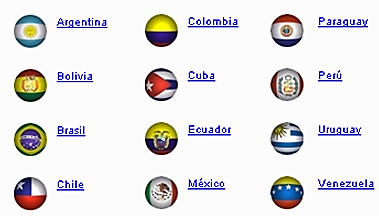 Argentina
Colombia
Paraguay
Bolivia
Cuba
Perú
Brasil
Ecuador
Uruguay
Chile
México
Venezuela